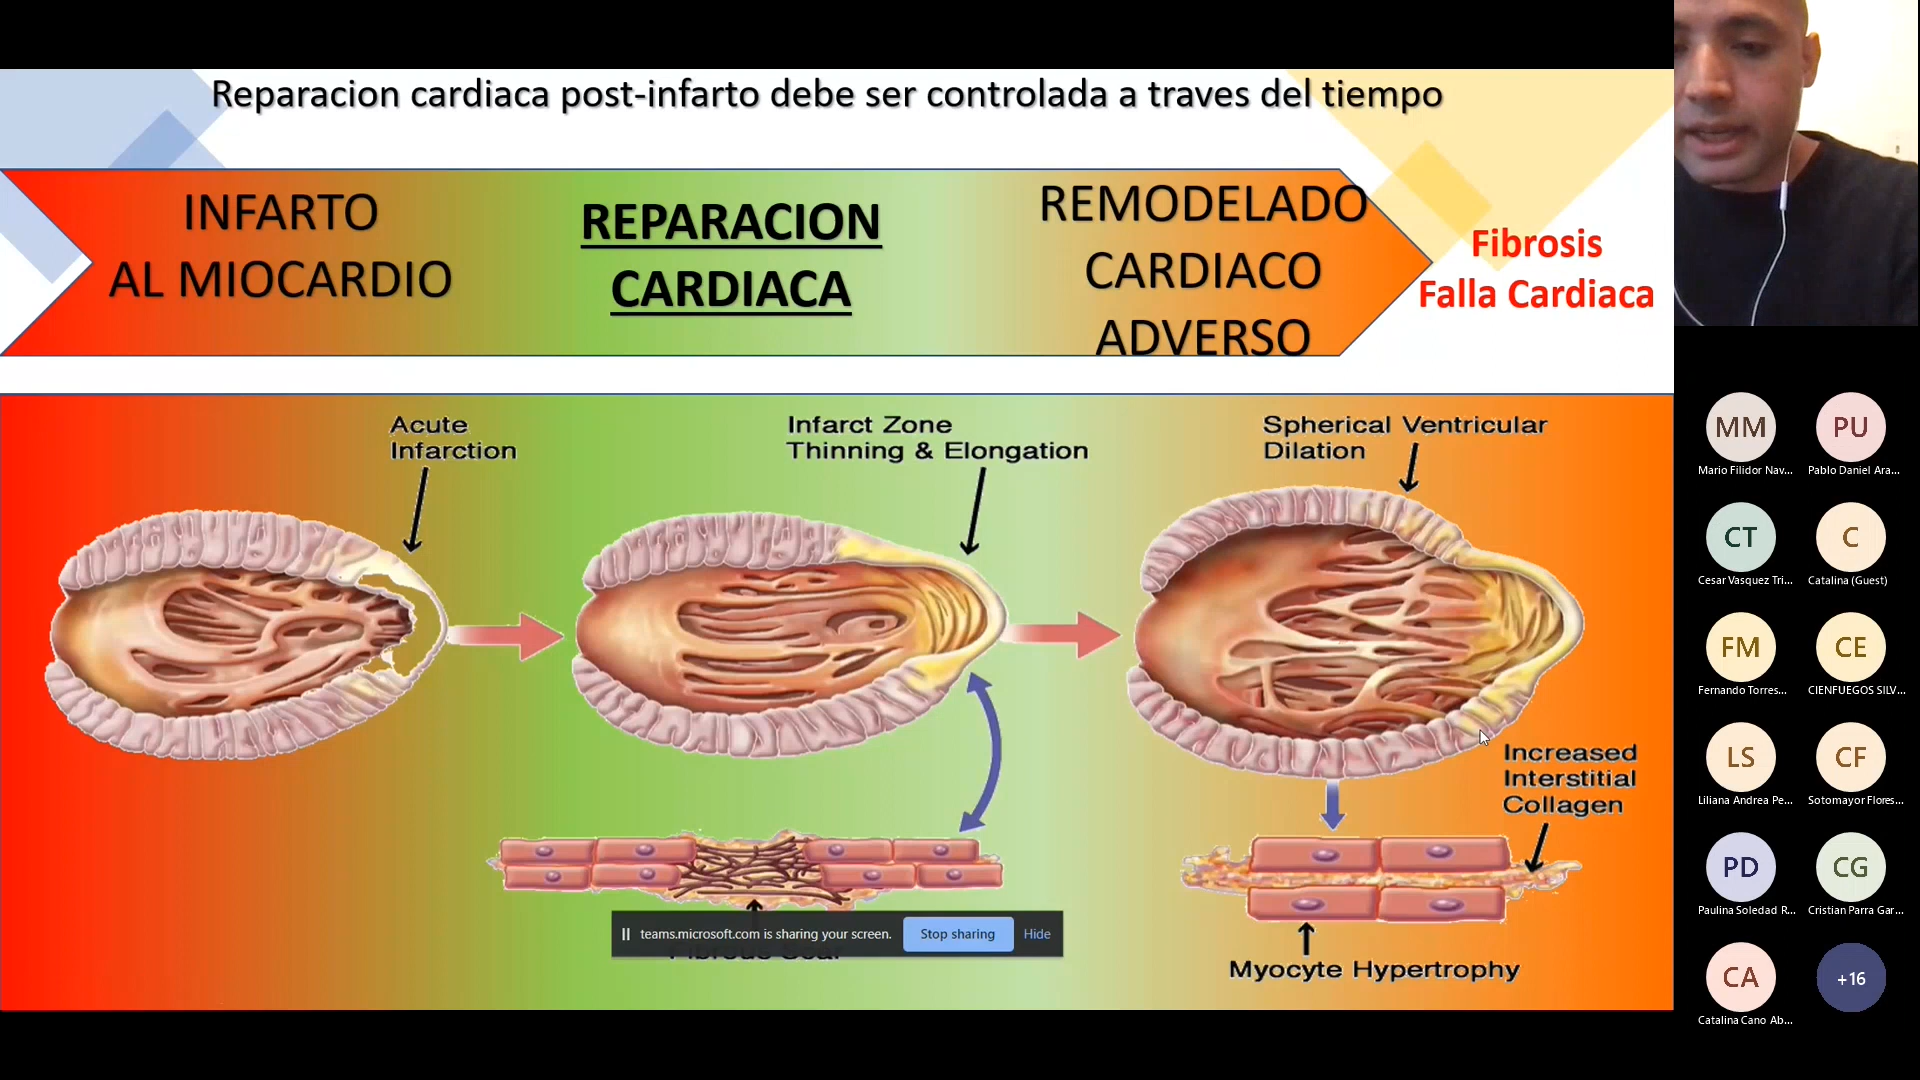 Reparacion cardiaca post-infarto debe ser controlada a traves del tiempo
INFARTO
AL MIOCARDIO
REPARACION
CARDIACA
REMODELADO
CARDIACO
ADVERSO
Fibrosis
Falla Cardiaca
Acute
Infarction
Infarct Zone
Thinning & Elongation
Spherical Ventricular
Dilation
Increased
Interstitial
Collagen
Myocyte Hypertrophy
teams.microsoft.com is sharing your screen.
Stop sharing
Hide
MM
Mario Filidor Nav...
PU
Pablo Daniel Ara...
CT
Cesar Vasquez Tri...
C
Catalina (Guest)
FM
Fernando Torres...
CE
CIENFUEGOS SILV...
LS
Liliana Andrea Pe...
CF
Sotomayor Flores...
PD
Paulina Soledad R...
CG
Cristian Parra Gar...
CA
Catalina Cano Ab...
+16